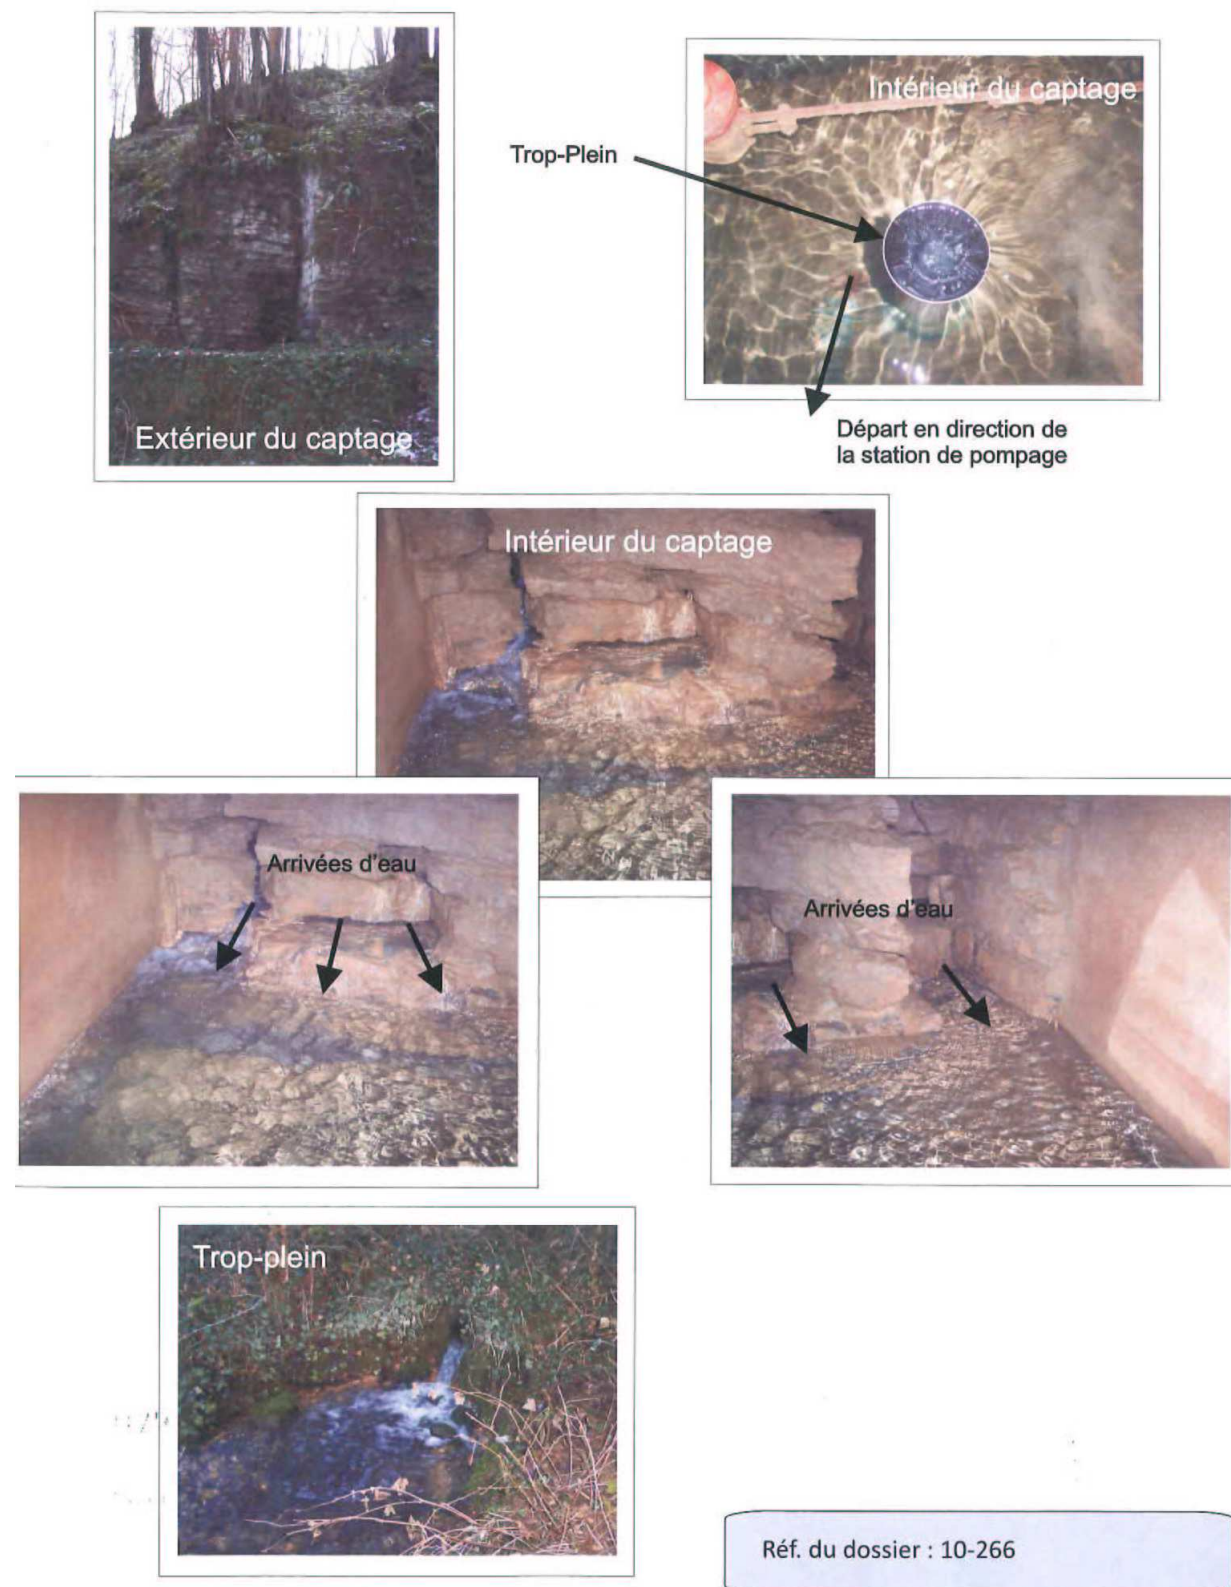 Extérieur du captage
Intérieur du captage
Trop-Plein
Départ en direction de
la station de pompage
Intérieur du captage
Arrivées d'eau
Arrivées d'eau
Trop-plein
Réf. du dossier : 10-266